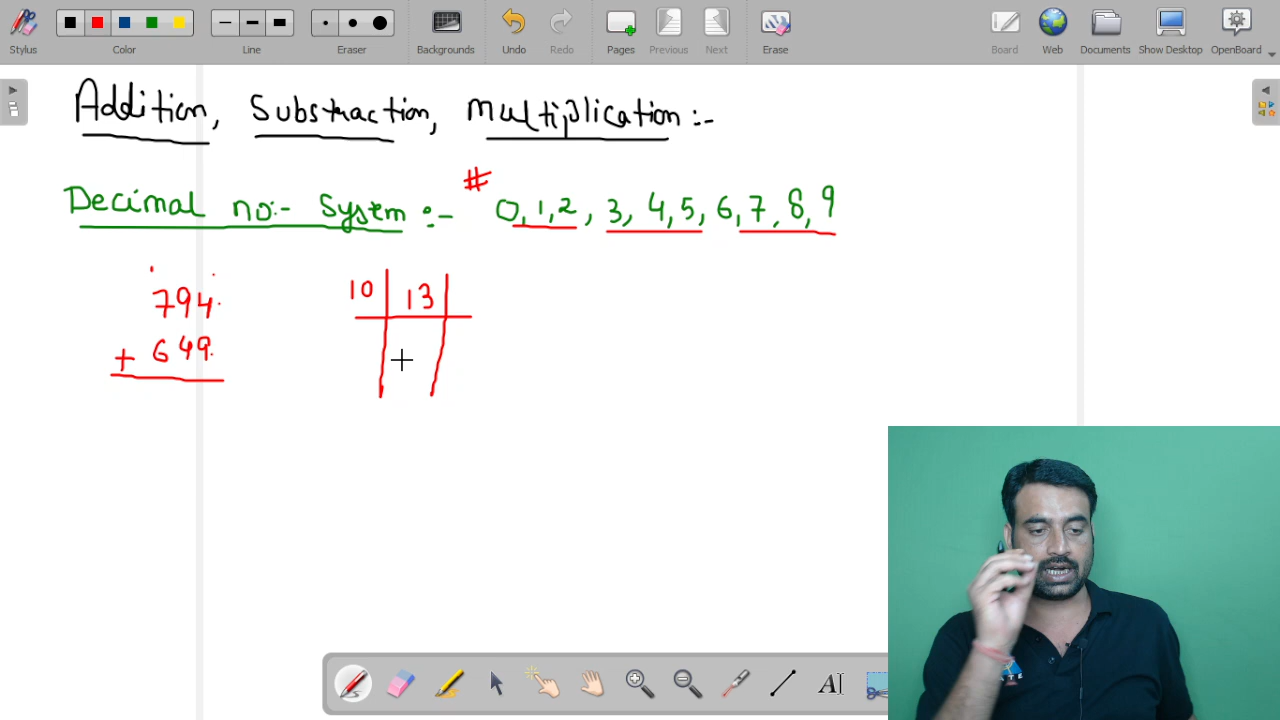 Stylus Color Line Eraser Backgrounds Undo Redo Pages Previous Next Erase Board Web Documents Show Desktop OpenBoard
Addition, Substraction, Multiplication :-
Decimal no:- System :- # 0, 1, 2, 3, 4, 5, 6, 7, 8, 9
794 10 13
+ 649